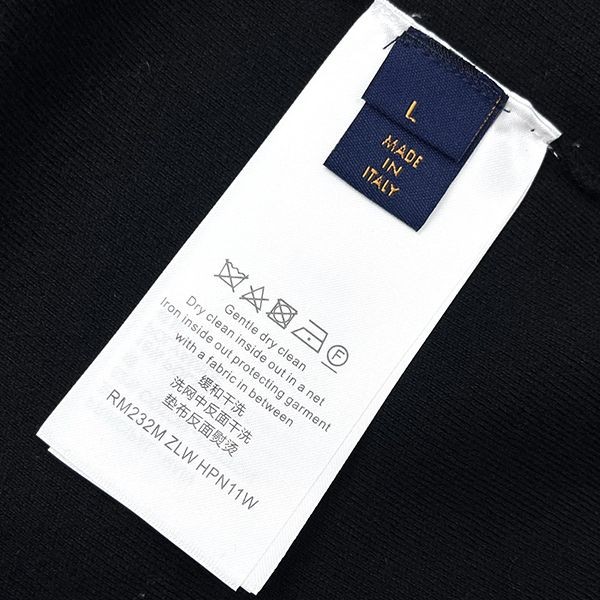 L
MADE
IN
ITALY
F
Gentle dry clean
Dry clean inside out in a net
Iron inside out protecting garment
with a fabric in between
缓和干洗
洗网中反面干洗
垫布反面熨烫
RM232M ZLW HPN11W